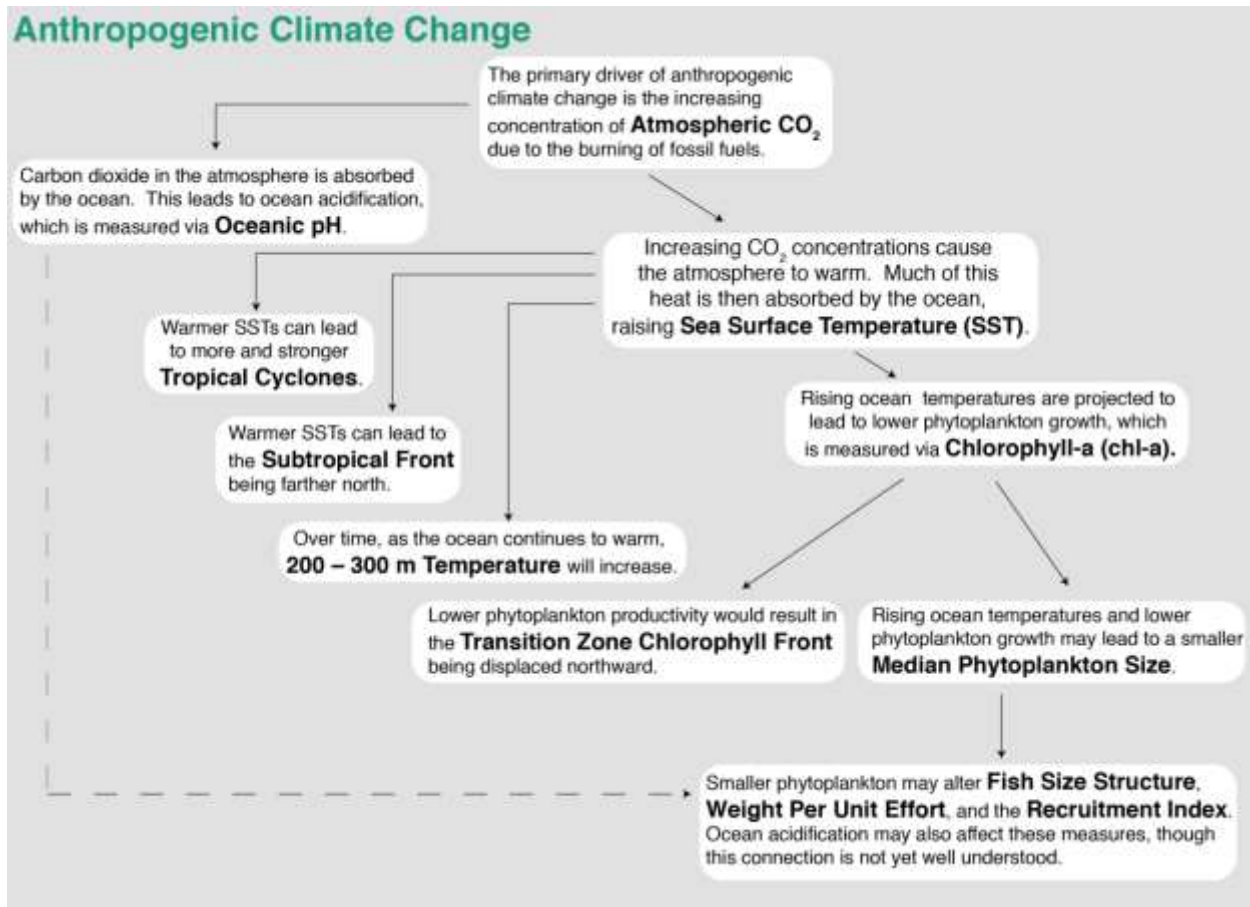 Anthropogenic Climate Change
The primary driver of anthropogenic
climate change is the increasing
concentration of Atmospheric CO₂
due to the burning of fossil fuels.
Carbon dioxide in the atmosphere is absorbed
by the ocean.  This leads to ocean acidification,
which is measured via Oceanic pH.
Increasing CO₂ concentrations cause
the atmosphere to warm.  Much of this
heat is then absorbed by the ocean,
raising Sea Surface Temperature (SST).
Warmer SSTs can lead
to more and stronger
Tropical Cyclones.
Rising ocean  temperatures are projected to
lead to lower phytoplankton growth, which
is measured via Chlorophyll-a (chl-a).
Warmer SSTs can lead to
the Subtropical Front
being farther north.
Over time, as the ocean continues to warm,
200 – 300 m Temperature will increase.
Lower phytoplankton productivity would result in
the Transition Zone Chlorophyll Front
being displaced northward.
Rising ocean temperatures and lower
phytoplankton growth may lead to a smaller
Median Phytoplankton Size.
Smaller phytoplankton may alter Fish Size Structure,
Weight Per Unit Effort, and the Recruitment Index.
Ocean acidification may also affect these measures, though
this connection is not yet well understood.